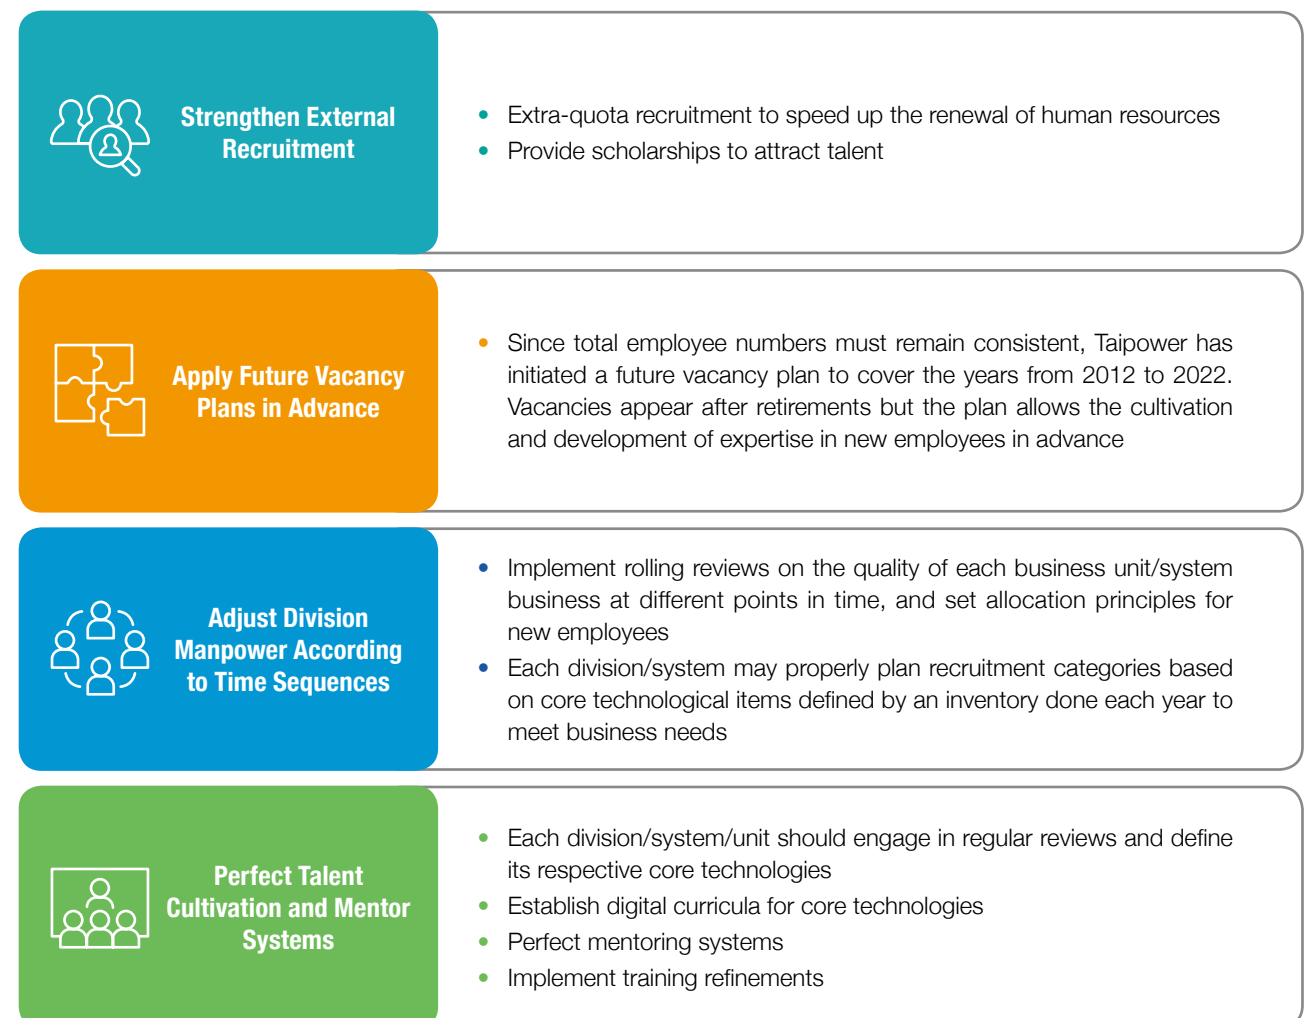 Strengthen External
Recruitment
• Extra-quota recruitment to speed up the renewal of human resources
• Provide scholarships to attract talent
Apply Future Vacancy
Plans in Advance
• Since total employee numbers must remain consistent, Taipower has
initiated a future vacancy plan to cover the years from 2012 to 2022.
Vacancies appear after retirements but the plan allows the cultivation
and development of expertise in new employees in advance
Adjust Division
Manpower According
to Time Sequences
• Implement rolling reviews on the quality of each business unit/system
business at different points in time, and set allocation principles for
new employees
• Each division/system may properly plan recruitment categories based
on core technological items defined by an inventory done each year to
meet business needs
Perfect Talent
Cultivation and Mentor
Systems
• Each division/system/unit should engage in regular reviews and define
its respective core technologies
• Establish digital curricula for core technologies
• Perfect mentoring systems
• Implement training refinements